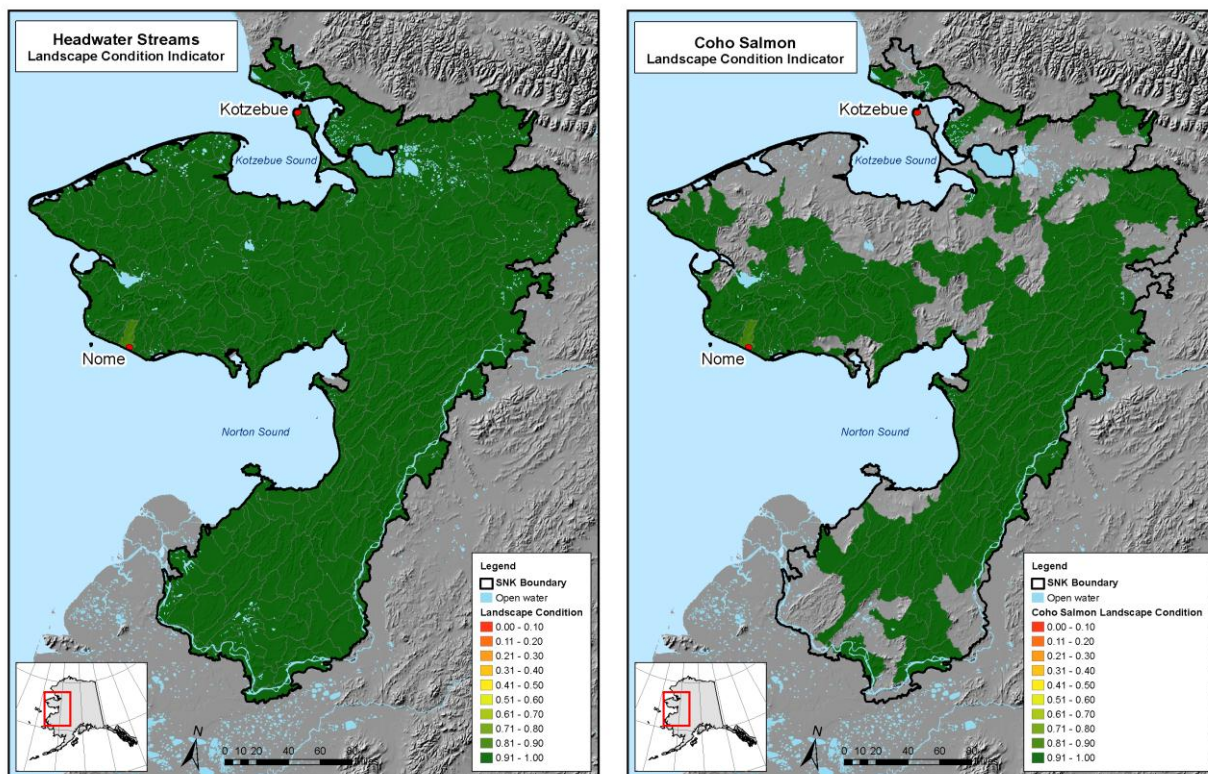 Headwater Streams
Landscape Condition Indicator
Kotzebue
Kotzebue Sound
Nome
Norton Sound
Legend
SNK Boundary
Open water
Landscape Condition
0.00 - 0.10
0.11 - 0.20
0.21 - 0.30
0.31 - 0.40
0.41 - 0.50
0.51 - 0.60
0.61 - 0.70
0.71 - 0.80
0.81 - 0.90
0.91 - 1.00
N
0 10 20 40 60 80
Coho Salmon
Landscape Condition Indicator
Kotzebue
Kotzebue Sound
Nome
Norton Sound
Legend
SNK Boundary
Open water
Coho Salmon Landscape Condition
0.00 - 0.10
0.11 - 0.20
0.21 - 0.30
0.31 - 0.40
0.41 - 0.50
0.51 - 0.60
0.61 - 0.70
0.71 - 0.80
0.81 - 0.90
0.91 - 1.00
N
0 10 20 40 60 80